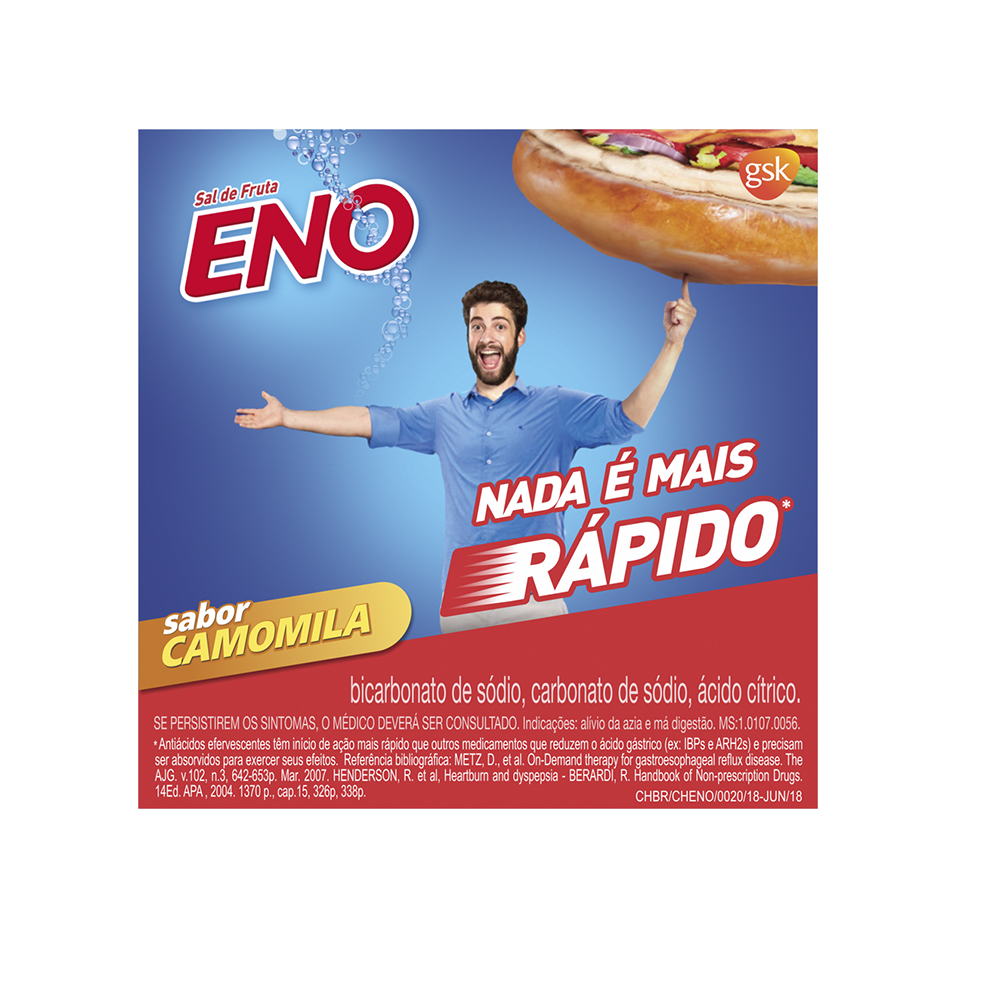 Sal de Fruta
ENO
gsk
NADA É MAIS
RÁPIDO*
sabor
CAMOMILA
bicarbonato de sódio, carbonato de sódio, ácido cítrico.
SE PERSISTIREM OS SINTOMAS, O MÉDICO DEVERÁ SER CONSULTADO. Indicações: alívio da azia e má digestão. MS:1.0107.0056.
*Antiácidos efervescentes têm início de ação mais rápido que outros medicamentos que reduzem o ácido gástrico (ex: IBPs e ARH2s) e precisam
ser absorvidos para exercer seus efeitos. Referência bibliográfica: METZ, D., et al. On-Demand therapy for gastroesophageal reflux disease. The
AJG. v.102, n.3, 642-653p. Mar. 2007. HENDERSON, R. et al, Heartburn and dyspepsia - BERARDI, R. Handbook of Non-prescription Drugs.
14Ed. APA , 2004. 1370 p., cap.15, 326p, 338p.
CHBR/CHENO/0020/18-JUN/18